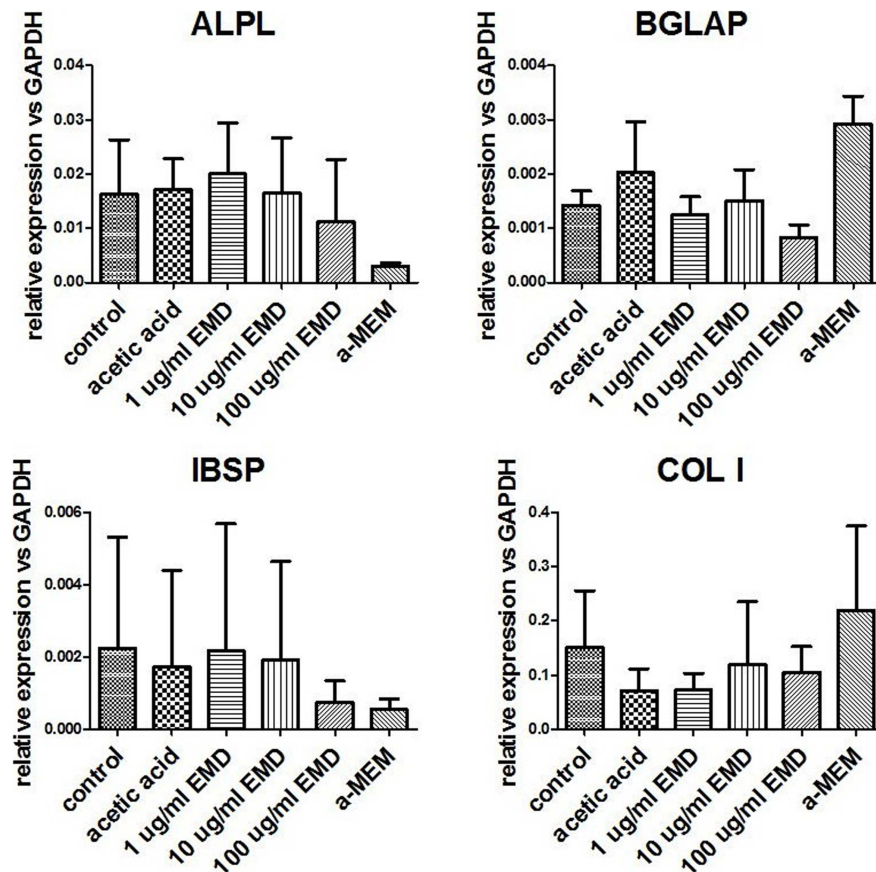 ALPL
relative expression vs GAPDH
0.04
0.03
0.02
0.01
0.00
control
acetic acid
1 ug/ml EMD
10 ug/ml EMD
100 ug/ml EMD
a-MEM
BGLAP
relative expression vs GAPDH
0.004
0.003
0.002
0.001
0.000
control
acetic acid
1 ug/ml EMD
10 ug/ml EMD
100 ug/ml EMD
a-MEM
IBSP
relative expression vs GAPDH
0.006
0.004
0.002
0.000
control
acetic acid
1 ug/ml EMD
10 ug/ml EMD
100 ug/ml EMD
a-MEM
COL I
relative expression vs GAPDH
0.4
0.3
0.2
0.1
0.0
control
acetic acid
1 ug/ml EMD
10 ug/ml EMD
100 ug/ml EMD
a-MEM